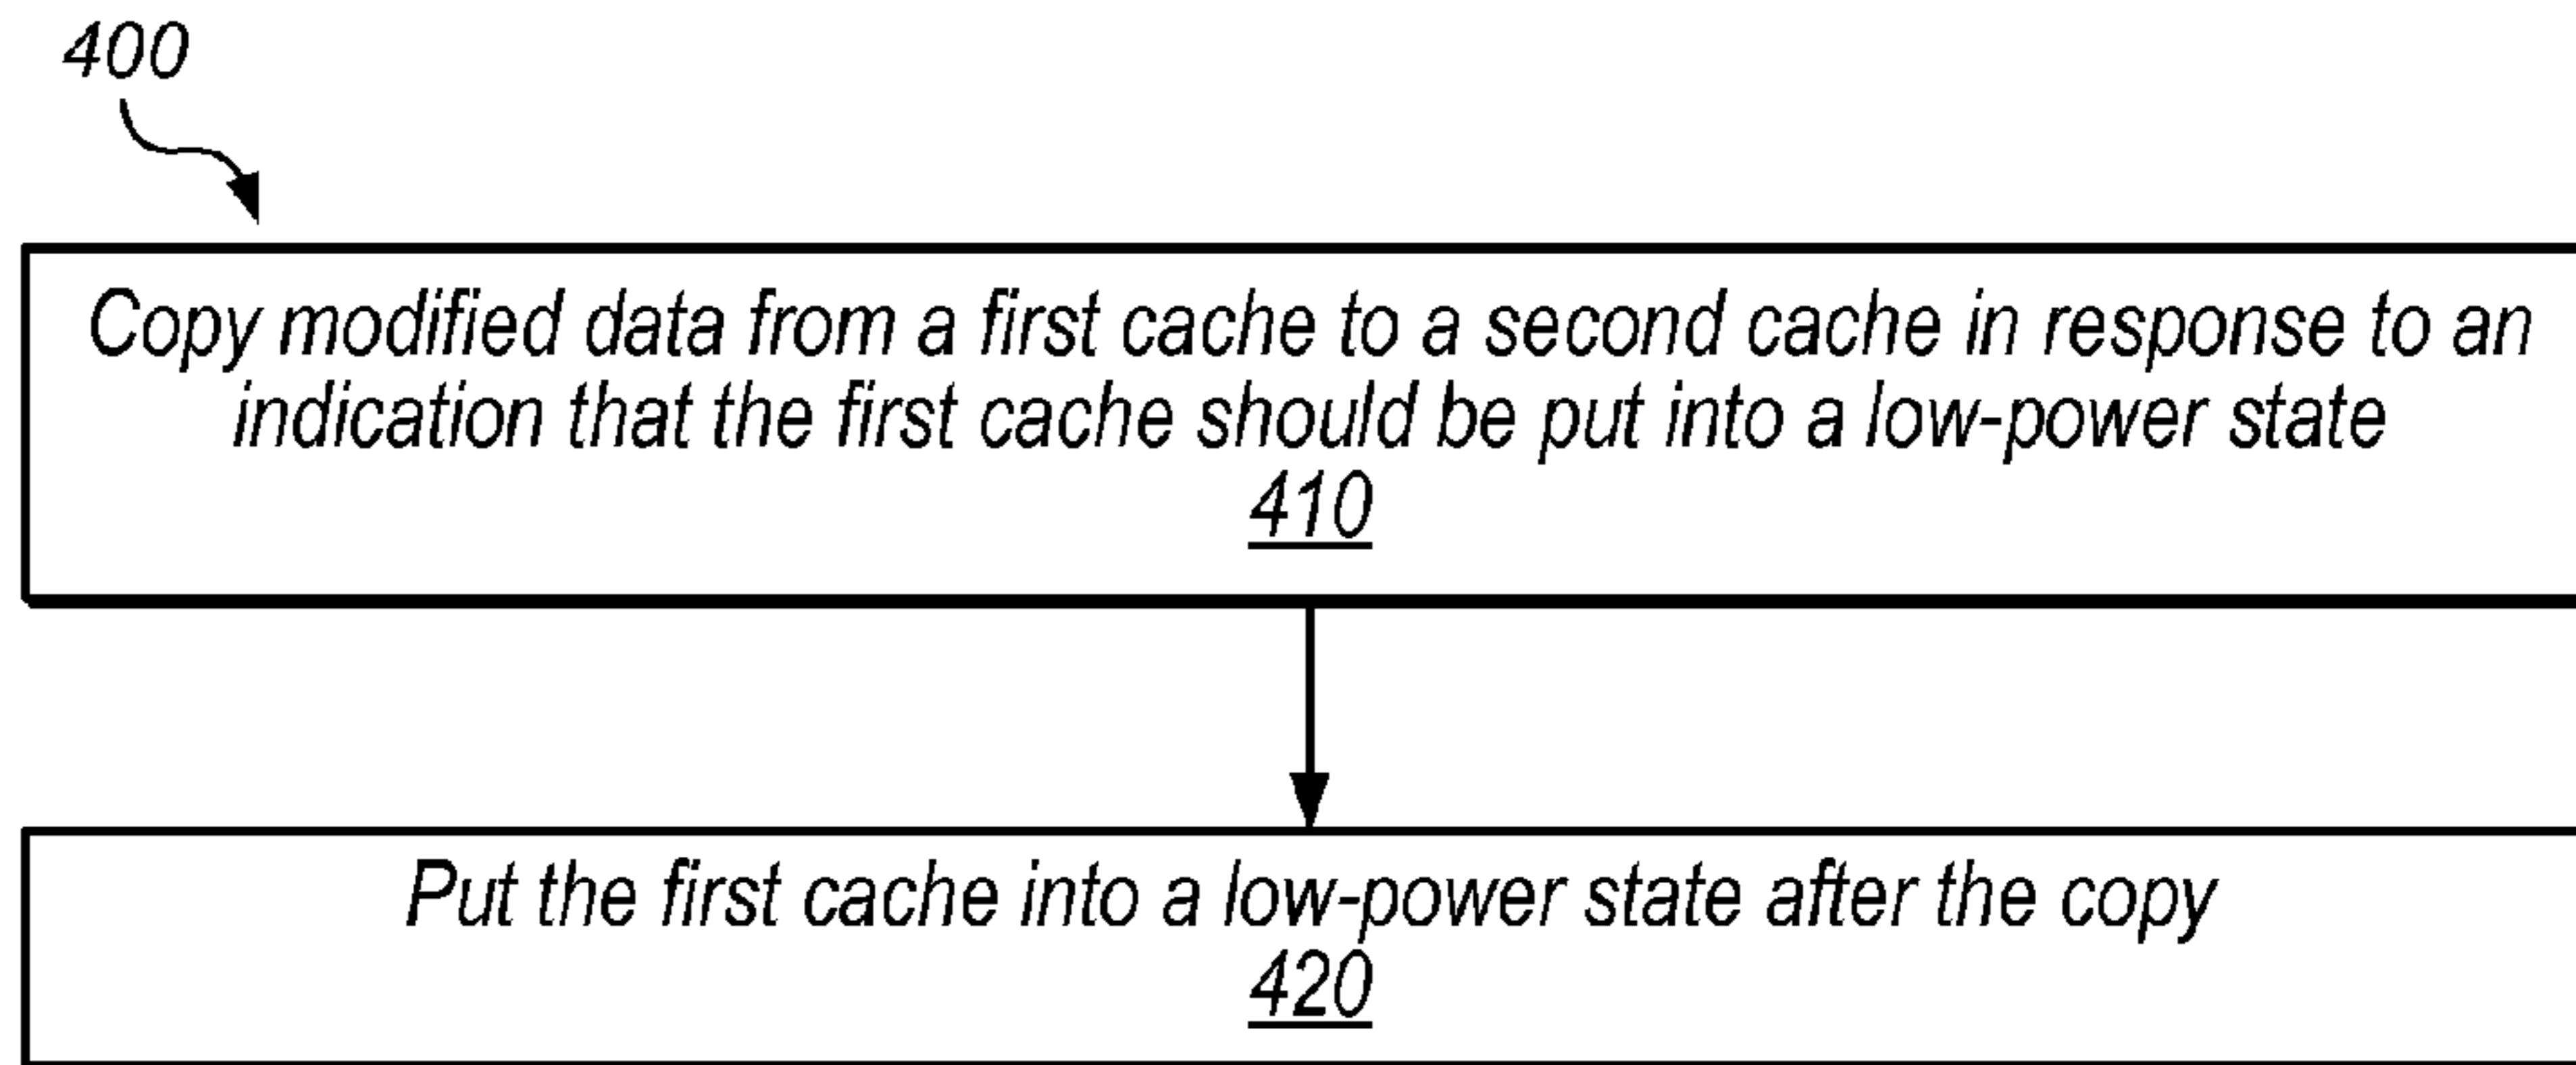 400
Copy modified data from a first cache to a second cache in response to an
indication that the first cache should be put into a low-power state
410
Put the first cache into a low-power state after the copy
420